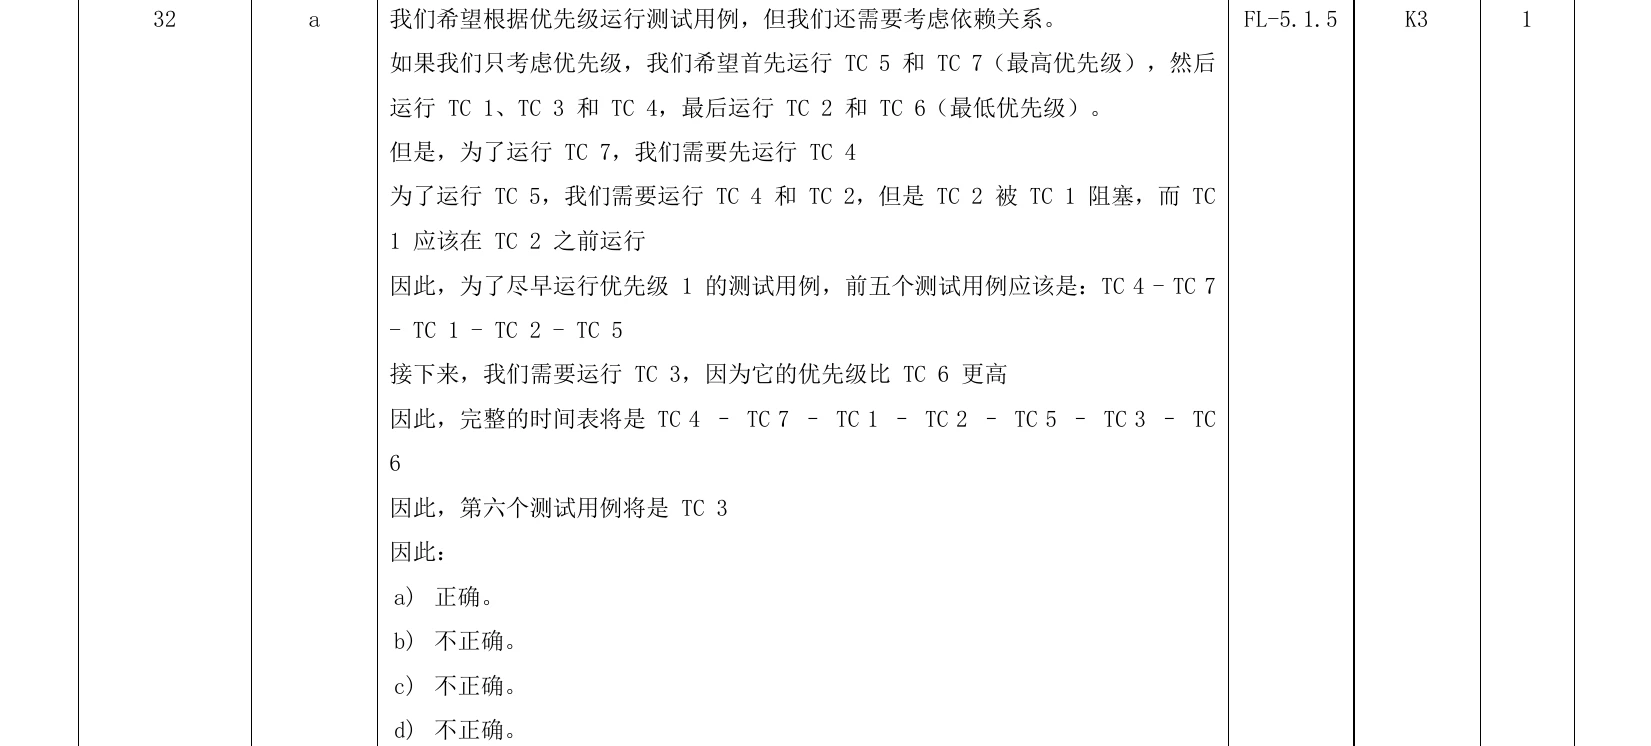 32 a 我们希望根据优先级运行测试用例，但我们还需要考虑依赖关系。 FL-5.1.5 K3 1
如果我们只考虑优先级，我们希望首先运行 TC 5 和 TC 7（最高优先级），然后
运行 TC 1、TC 3 和 TC 4，最后运行 TC 2 和 TC 6（最低优先级）。
但是，为了运行 TC 7，我们需要先运行 TC 4
为了运行 TC 5，我们需要运行 TC 4 和 TC 2，但是 TC 2 被 TC 1 阻塞，而 TC
1 应该在 TC 2 之前运行
因此，为了尽早运行优先级 1 的测试用例，前五个测试用例应该是：TC 4 – TC 7
– TC 1 – TC 2 – TC 5
接下来，我们需要运行 TC 3，因为它的优先级比 TC 6 更高
因此，完整的时间表将是 TC 4 – TC 7 – TC 1 – TC 2 – TC 5 – TC 3 – TC
6
因此，第六个测试用例将是 TC 3
因此：
a) 正确。
b) 不正确。
c) 不正确。
d) 不正确。